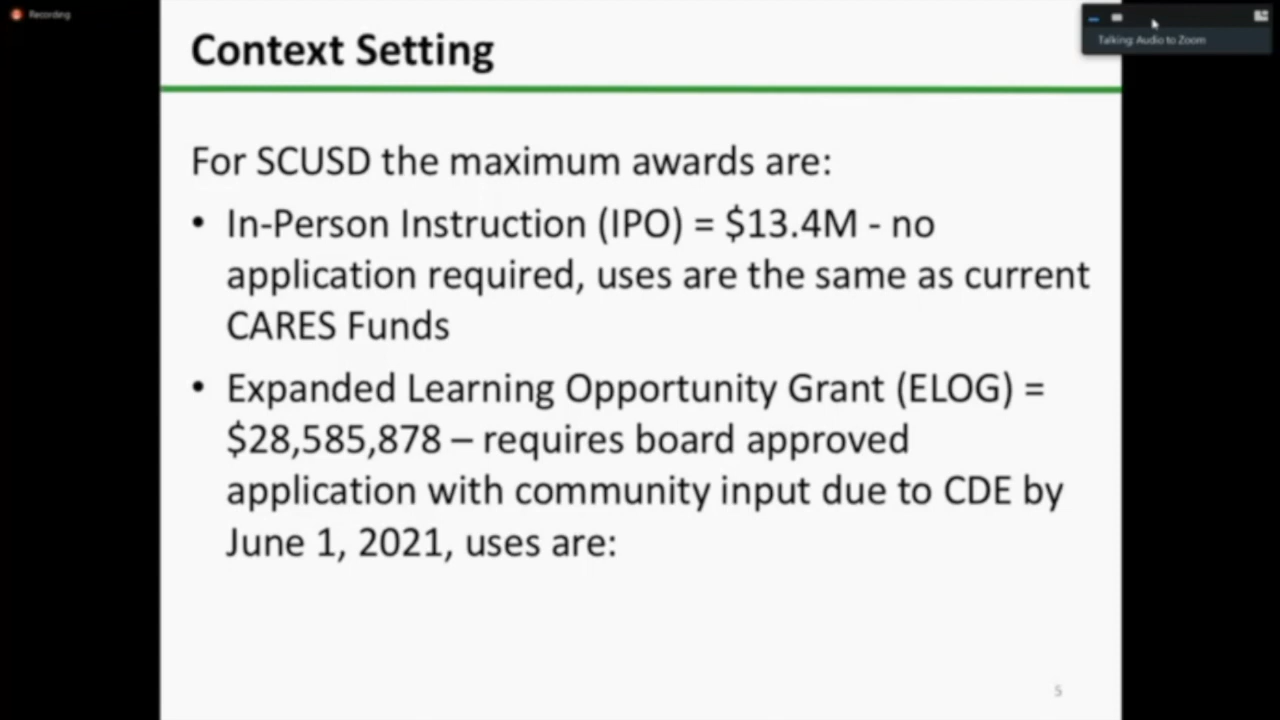 Recording
Talking: Audio to Zoom
Context Setting
For SCUSD the maximum awards are:
• In-Person Instruction (IPO) = $13.4M - no
application required, uses are the same as current
CARES Funds
• Expanded Learning Opportunity Grant (ELOG) =
$28,585,878 – requires board approved
application with community input due to CDE by
June 1, 2021, uses are:
5